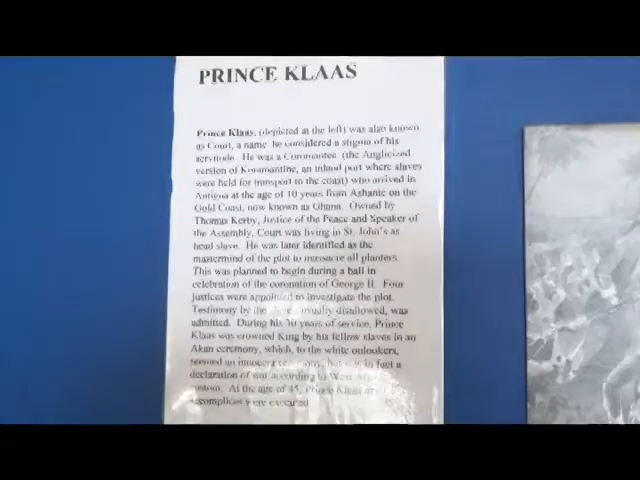 PRINCE KLAAS
Prince Klaas, (depicted at the left) was also known
as Court, a name he considered a stigma of his
servitude. He was a Coromantee (the Anglicized
version of Koromantine, an inland port where slaves
were held for transport to the coast) who arrived in
Antigua at the age of 10 years from Ashante on the
Gold Coast, now known as Ghana. Owned by
Thomas Kerby, Justice of the Peace and Speaker of
the Assembly, Court was living in St. John's as
head slave. He was later identified as the
mastermind of the plot to massacre all planters.
This was planned to begin during a ball in
celebration of the coronation of George II. Four
justices were appointed to investigate the plot.
Testimony by the usually disallowed, was
admitted. During his 30 years of service, Prince
Klaas was crowned King by his fellow slaves in an
Akan ceremony, which, to the white onlookers,
seemed an innocent ceremony, but was in fact a
declaration of war according to West
custom. At the age of 45, Prince Klaas
accomplices were executed